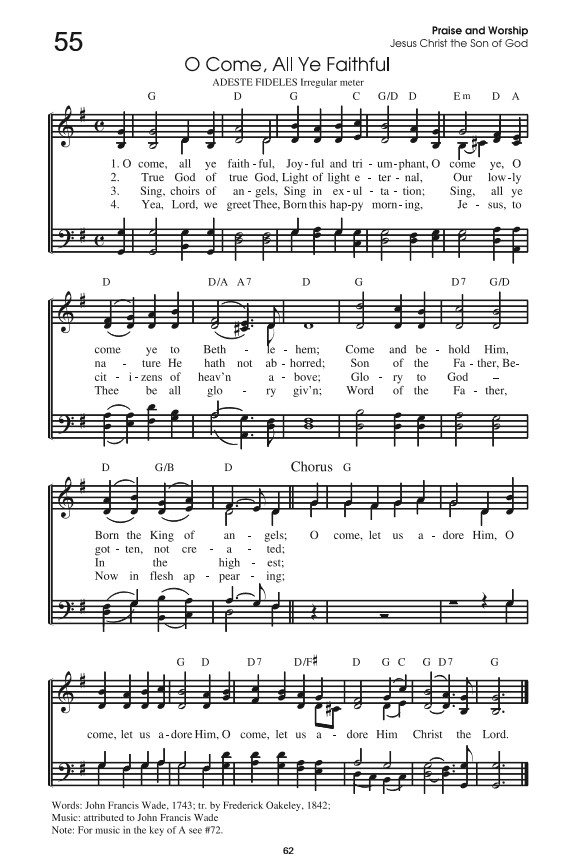 55
Praise and Worship
Jesus Christ the Son of God
O Come, All Ye Faithful
ADESTE FIDELES Irregular meter
G D G C G/D D Em D A
1. O come, all ye faith - ful, Joy - ful and tri - um - phant, O come ye, O
2. True God of true God, Light of light e - ter - nal, Our low - ly
3. Sing, choirs of an - gels, Sing in ex - ul - ta - tion; Sing, all ye
4. Yea, Lord, we greet Thee, Born this hap - py morn - ing, Je - sus, to
D D/A A7 D G D7 G/D
come ye to Beth - le - hem; Come and be - hold Him,
na - ture He hath not ab - horred; Son of the Fa - ther, Be-
cit - i - zens of heav'n a - bove; Glo - ry to God –
Thee be all glo - ry giv'n; Word of the Fa - ther,
D G/B D Chorus G
Born the King of an - gels; O come, let us a - dore Him, O
got - ten, not cre - a - ted;
In the high - est;
Now in flesh ap - pear - ing;
G D D7 D/F♯ D G C G D7 G
come, let us a - dore Him, O come, let us a - dore Him Christ the Lord.
Words: John Francis Wade, 1743; tr. by Frederick Oakeley, 1842;
Music: attributed to John Francis Wade
Note: For music in the key of A see #72.
62